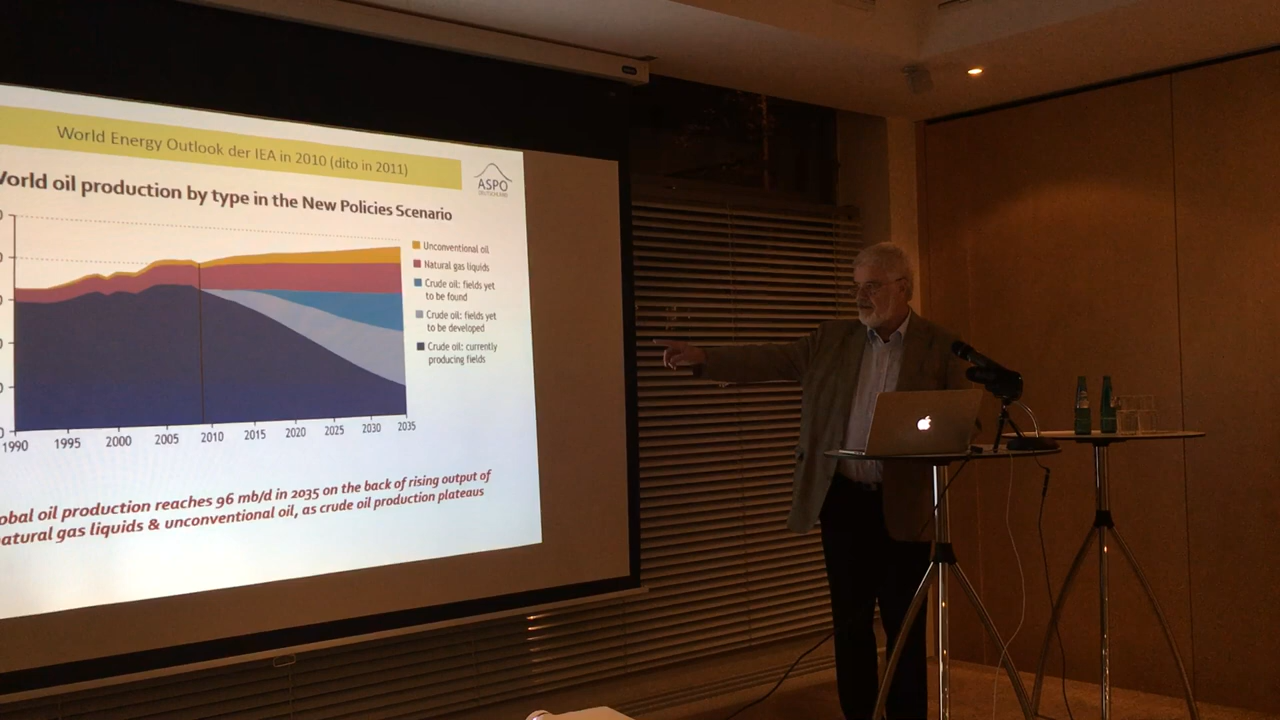 World Energy Outlook der IEA in 2010 (dito in 2011)
ASPO
DEUTSCHLAND
World oil production by type in the New Policies Scenario
Unconventional oil
Natural gas liquids
Crude oil: fields yet
to be found
Crude oil: fields yet
to be developed
Crude oil: currently
producing fields
0
0
1990 1995 2000 2005 2010 2015 2020 2025 2030 2035
obal oil production reaches 96 mb/d in 2035 on the back of rising output of
atural gas liquids & unconventional oil, as crude oil production plateaus